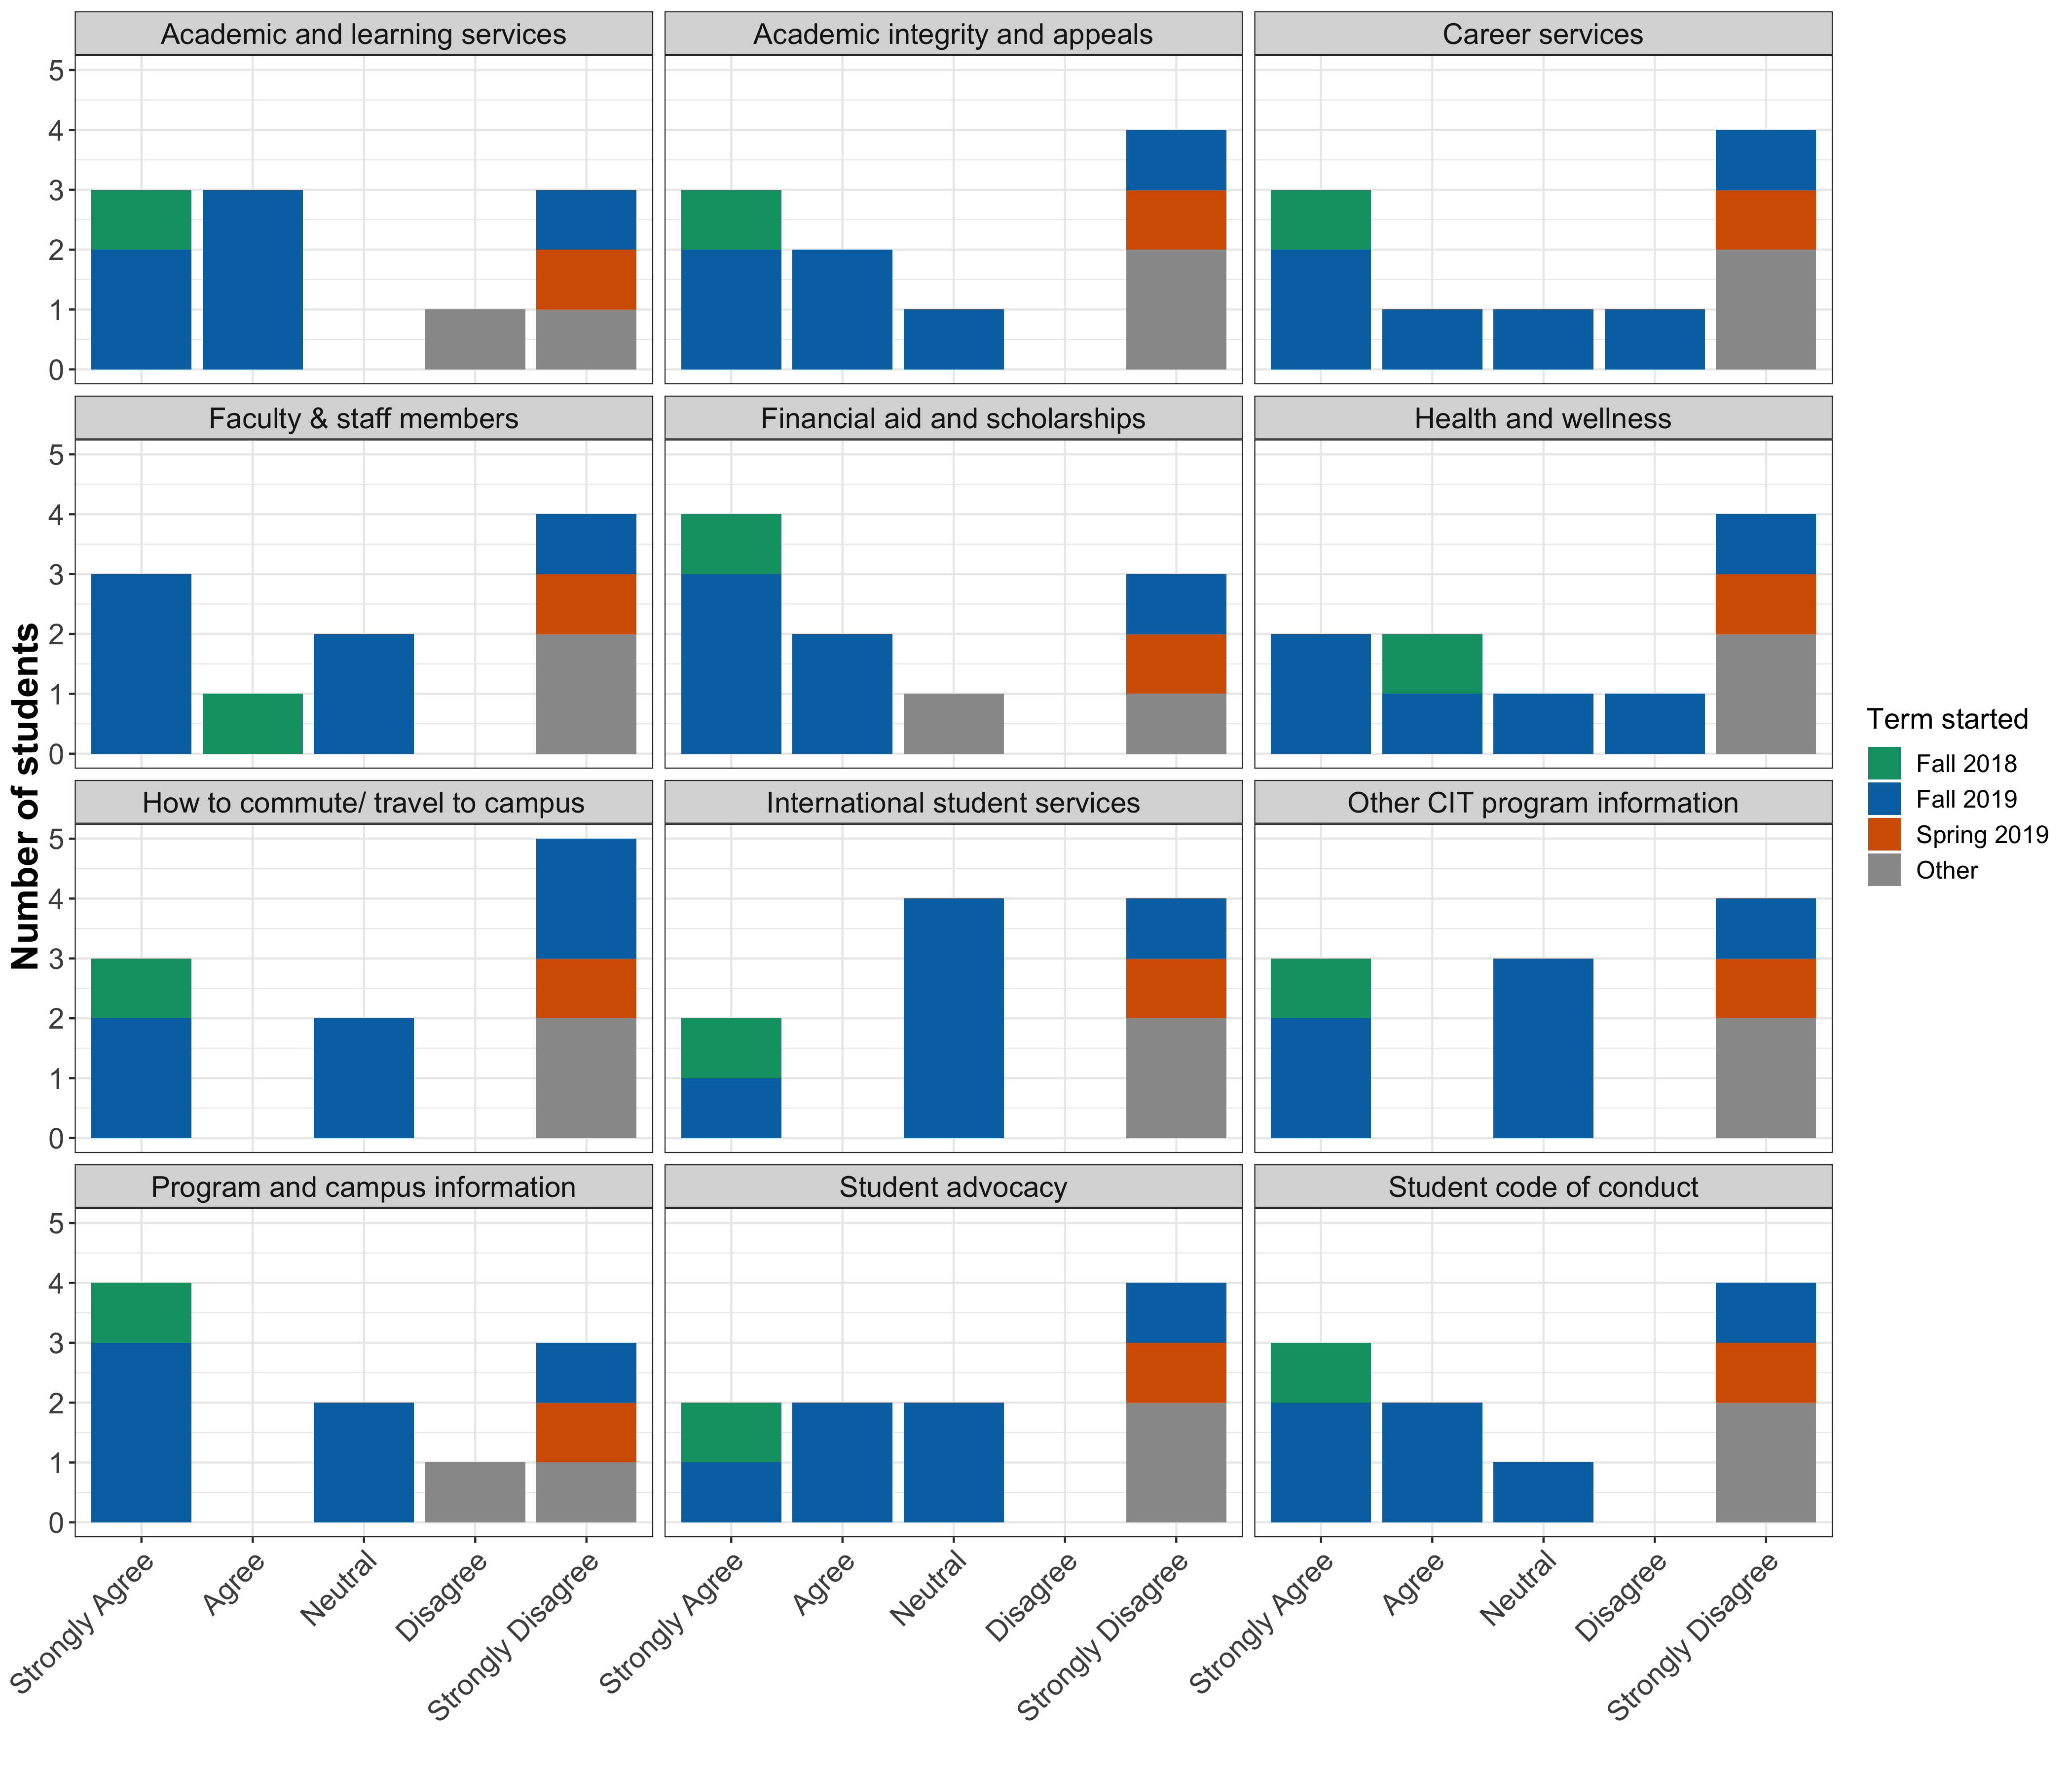 Academic and learning services
Academic integrity and appeals
Career services
5
4
3
2
1
0
Faculty & staff members
Financial aid and scholarships
Health and wellness
5
4
3
2
1
0
How to commute/ travel to campus
International student services
Other CIT program information
5
4
3
2
1
0
Program and campus information
Student advocacy
Student code of conduct
5
4
3
2
1
0
Strongly Agree
Agree
Neutral
Disagree
Strongly Disagree
Strongly Agree
Agree
Neutral
Disagree
Strongly Disagree
Strongly Agree
Agree
Neutral
Disagree
Strongly Disagree
Number of students
Term started
Fall 2018
Fall 2019
Spring 2019
Other